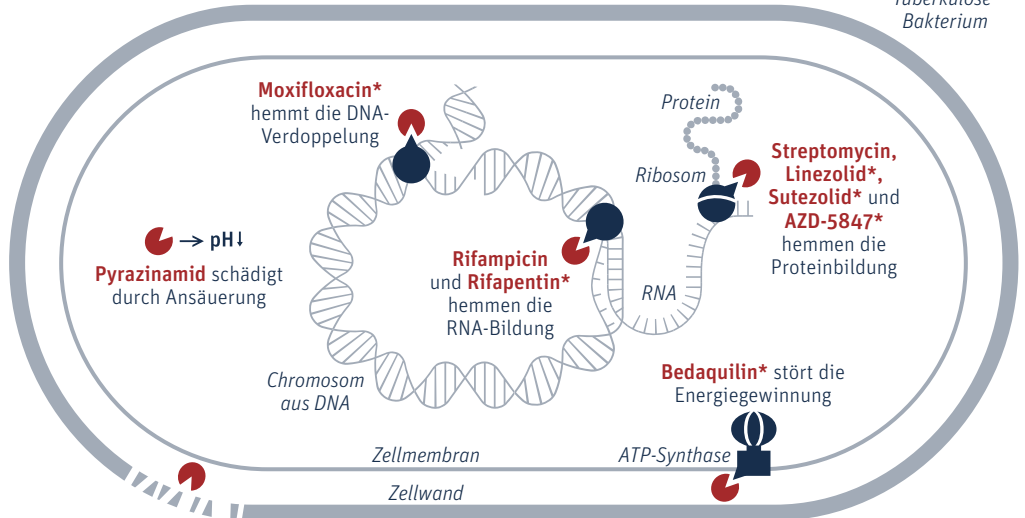 Tuberkulose
Bakterium
Moxifloxacin*
hemmt die DNA-
Verdoppelung
Protein
Ribosom
Streptomycin,
Linezolid*,
Sutezolid* und
AZD-5847*
hemmen die
Proteinbildung
→ pH↓
Pyrazinamid schädigt
durch Ansäuerung
Rifampicin
und Rifapentin*
hemmen die
RNA-Bildung
RNA
Chromosom
aus DNA
Bedaquilin* stört die
Energiegewinnung
ATP-Synthase
Zellmembran
Zellwand